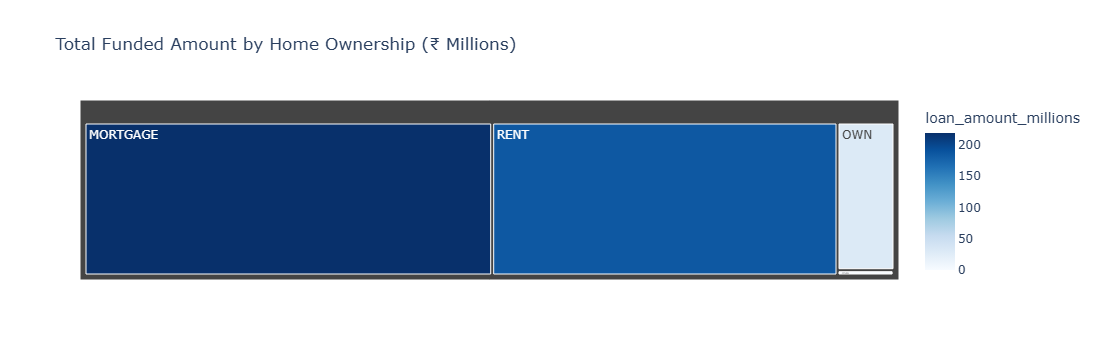 Total Funded Amount by Home Ownership (₹ Millions)
loan_amount_millions
MORTGAGE
RENT
OWN
200
150
100
50
0